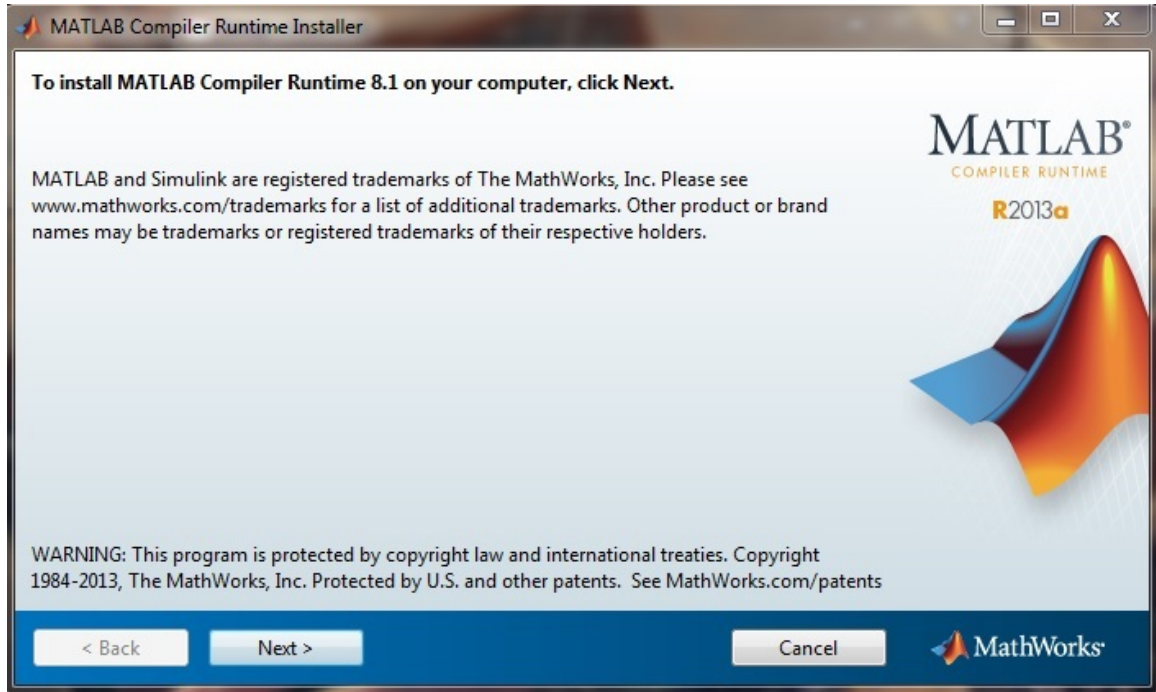 MATLAB Compiler Runtime Installer
To install MATLAB Compiler Runtime 8.1 on your computer, click Next.
MATLAB®
COMPILER RUNTIME
R2013a
MATLAB and Simulink are registered trademarks of The MathWorks, Inc. Please see
www.mathworks.com/trademarks for a list of additional trademarks. Other product or brand
names may be trademarks or registered trademarks of their respective holders.
WARNING: This program is protected by copyright law and international treaties. Copyright
1984-2013, The MathWorks, Inc. Protected by U.S. and other patents.  See MathWorks.com/patents
< Back
Next >
Cancel
MathWorks®